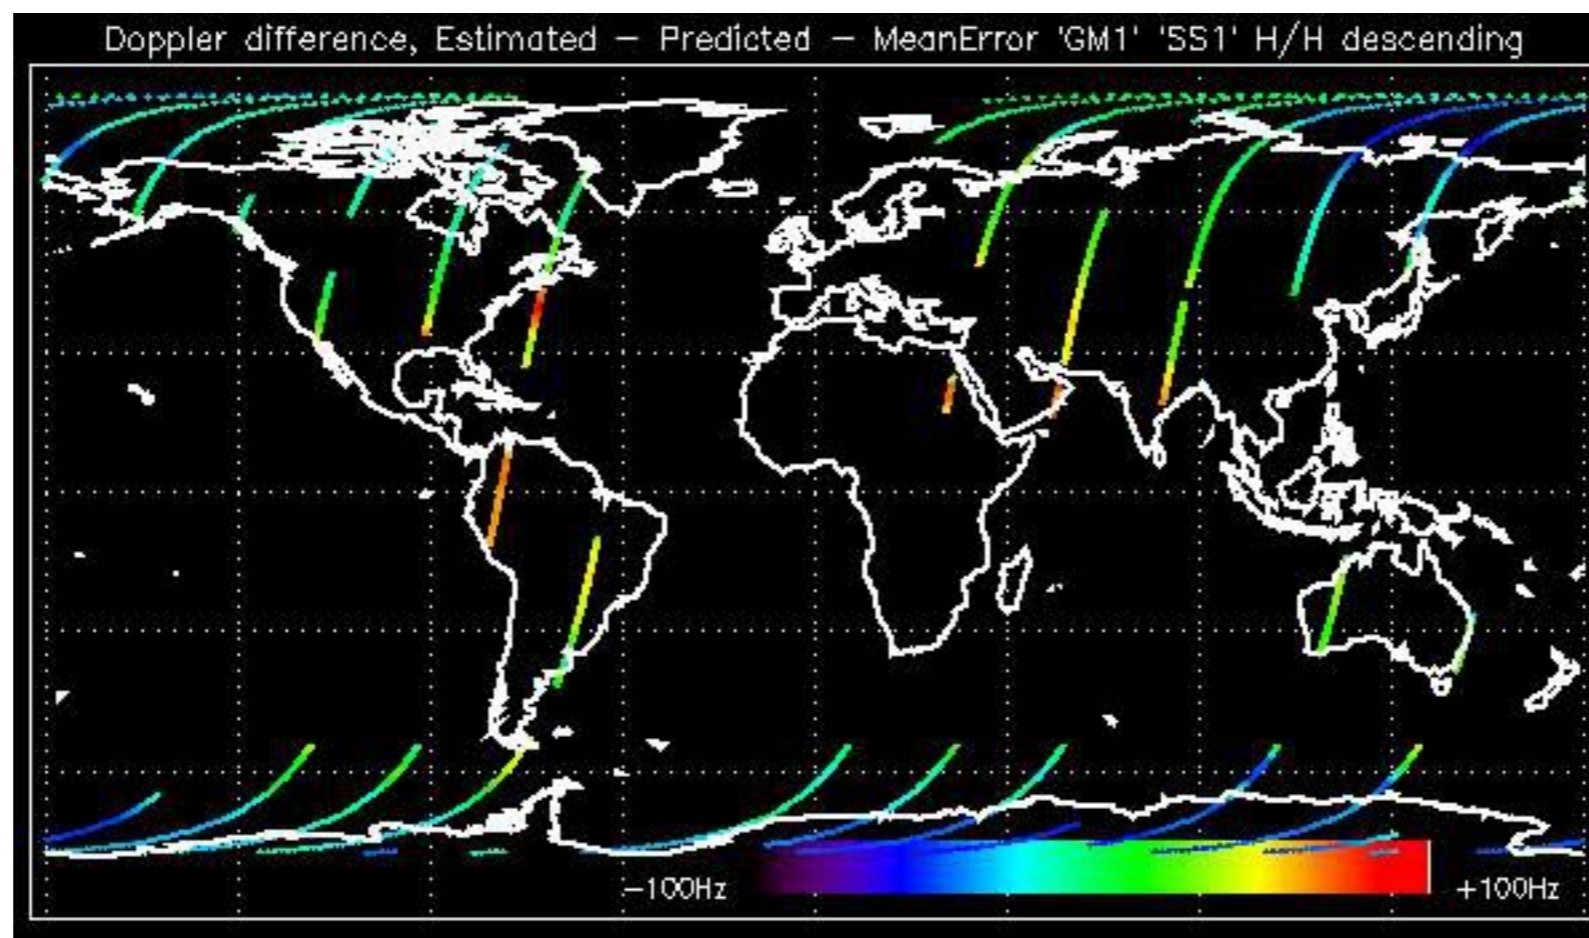 Doppler difference, Estimated – Predicted – MeanError 'GM1' 'SS1' H/H descending
–100Hz
+100Hz